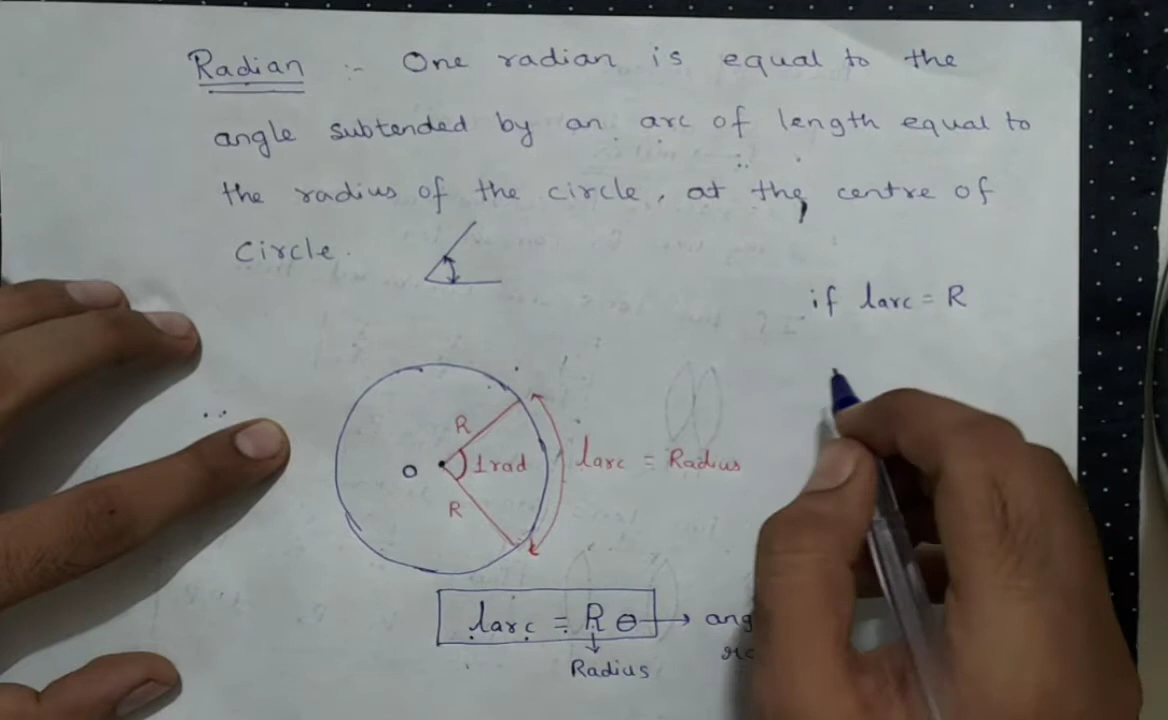 Radian :- One radian is equal to the
angle subtended by an arc of length equal to
the radius of the circle, at the centre of
circle.
if larc = R
R
O 1 rad larc = Radius
R
larc = R θ → ang
Radius